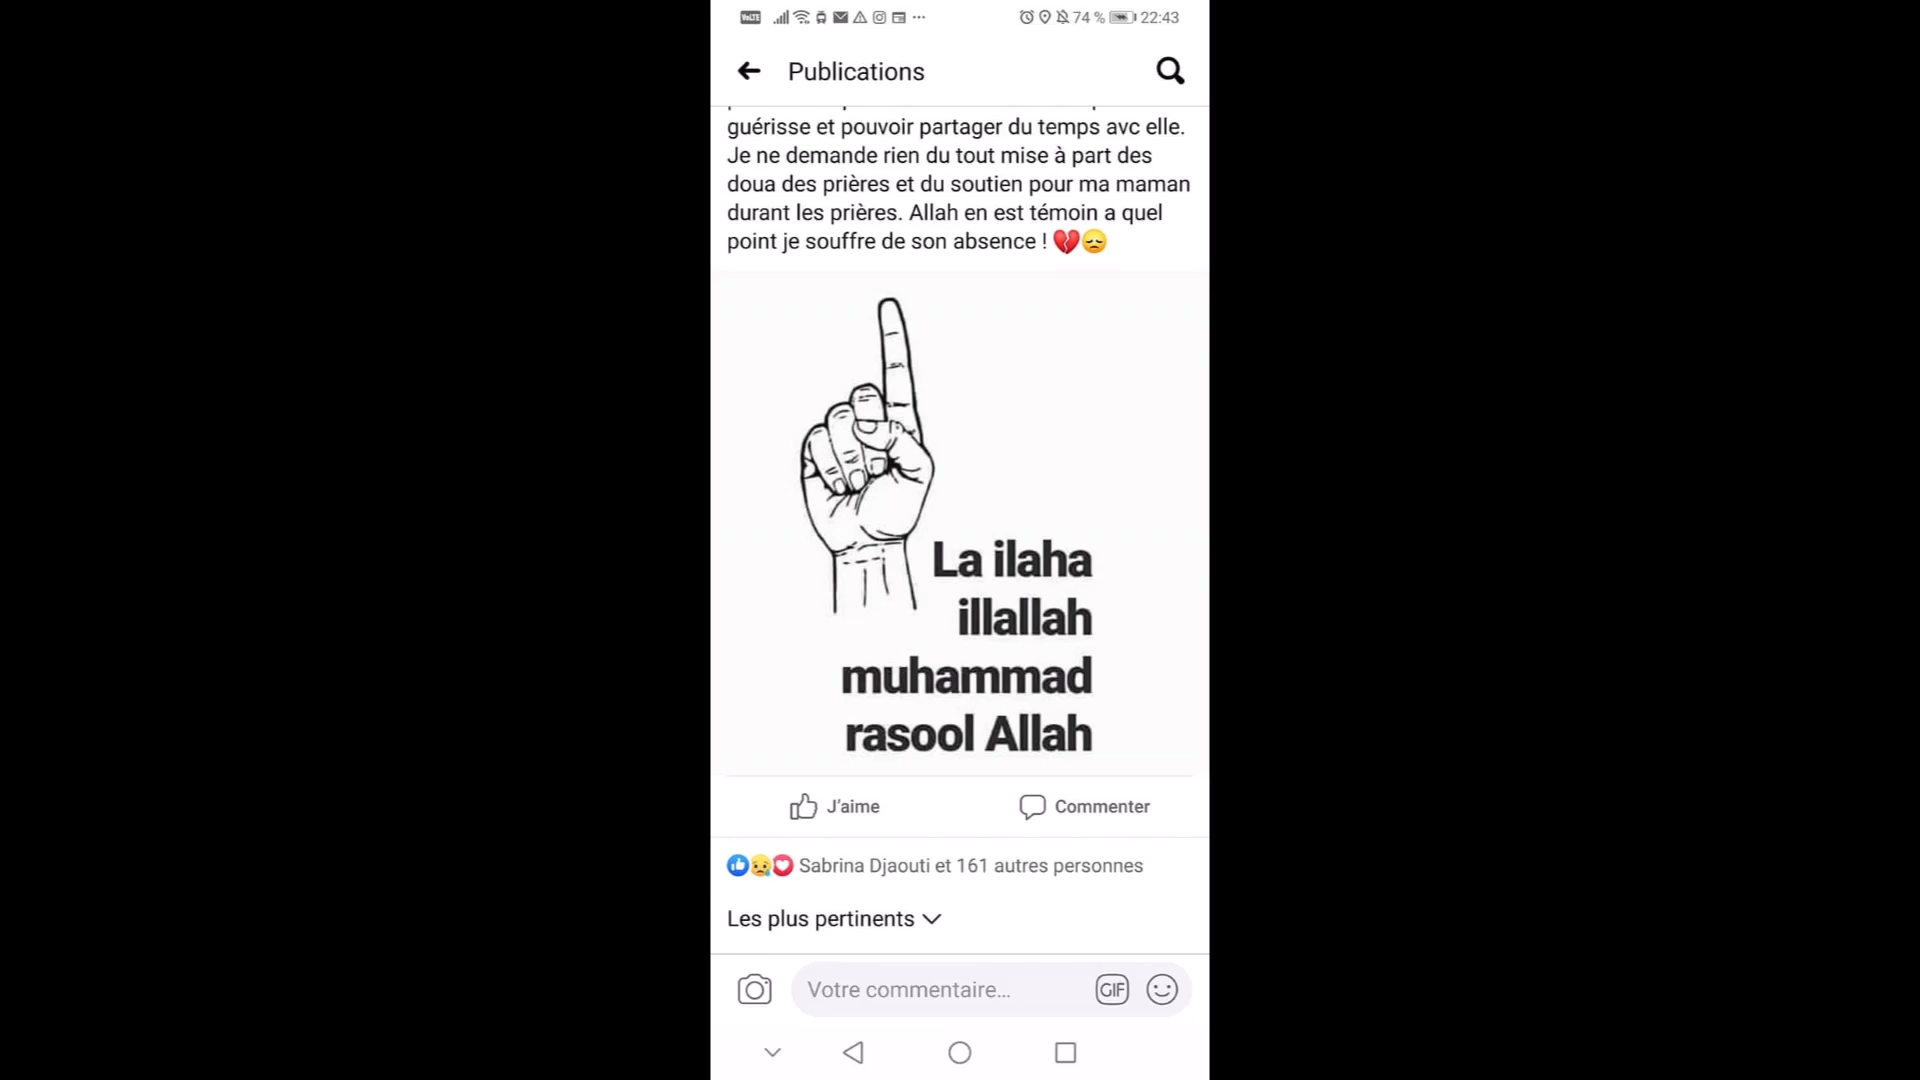 VoLTE 74 % 22:43
Publications
guérisse et pouvoir partager du temps avc elle.
Je ne demande rien du tout mise à part des
doua des prières et du soutien pour ma maman
durant les prières. Allah en est témoin a quel
point je souffre de son absence ! 💔😞
La ilaha
illallah
muhammad
rasool Allah
J'aime Commenter
Sabrina Djaouti et 161 autres personnes
Les plus pertinents
Votre commentaire... GIF